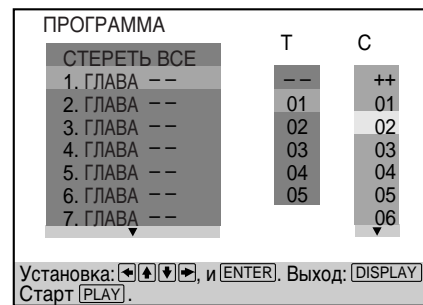 ПРОГРАММА
T C
СТЕРЕТЬ ВСЕ
1. ГЛАВА – – – – ++
2. ГЛАВА – – 01 01
3. ГЛАВА – – 02 02
4. ГЛАВА – – 03 03
5. ГЛАВА – – 04 04
6. ГЛАВА – – 05 05
7. ГЛАВА – – 06
Установка: и ENTER. Выход: DISPLAY
Старт PLAY.